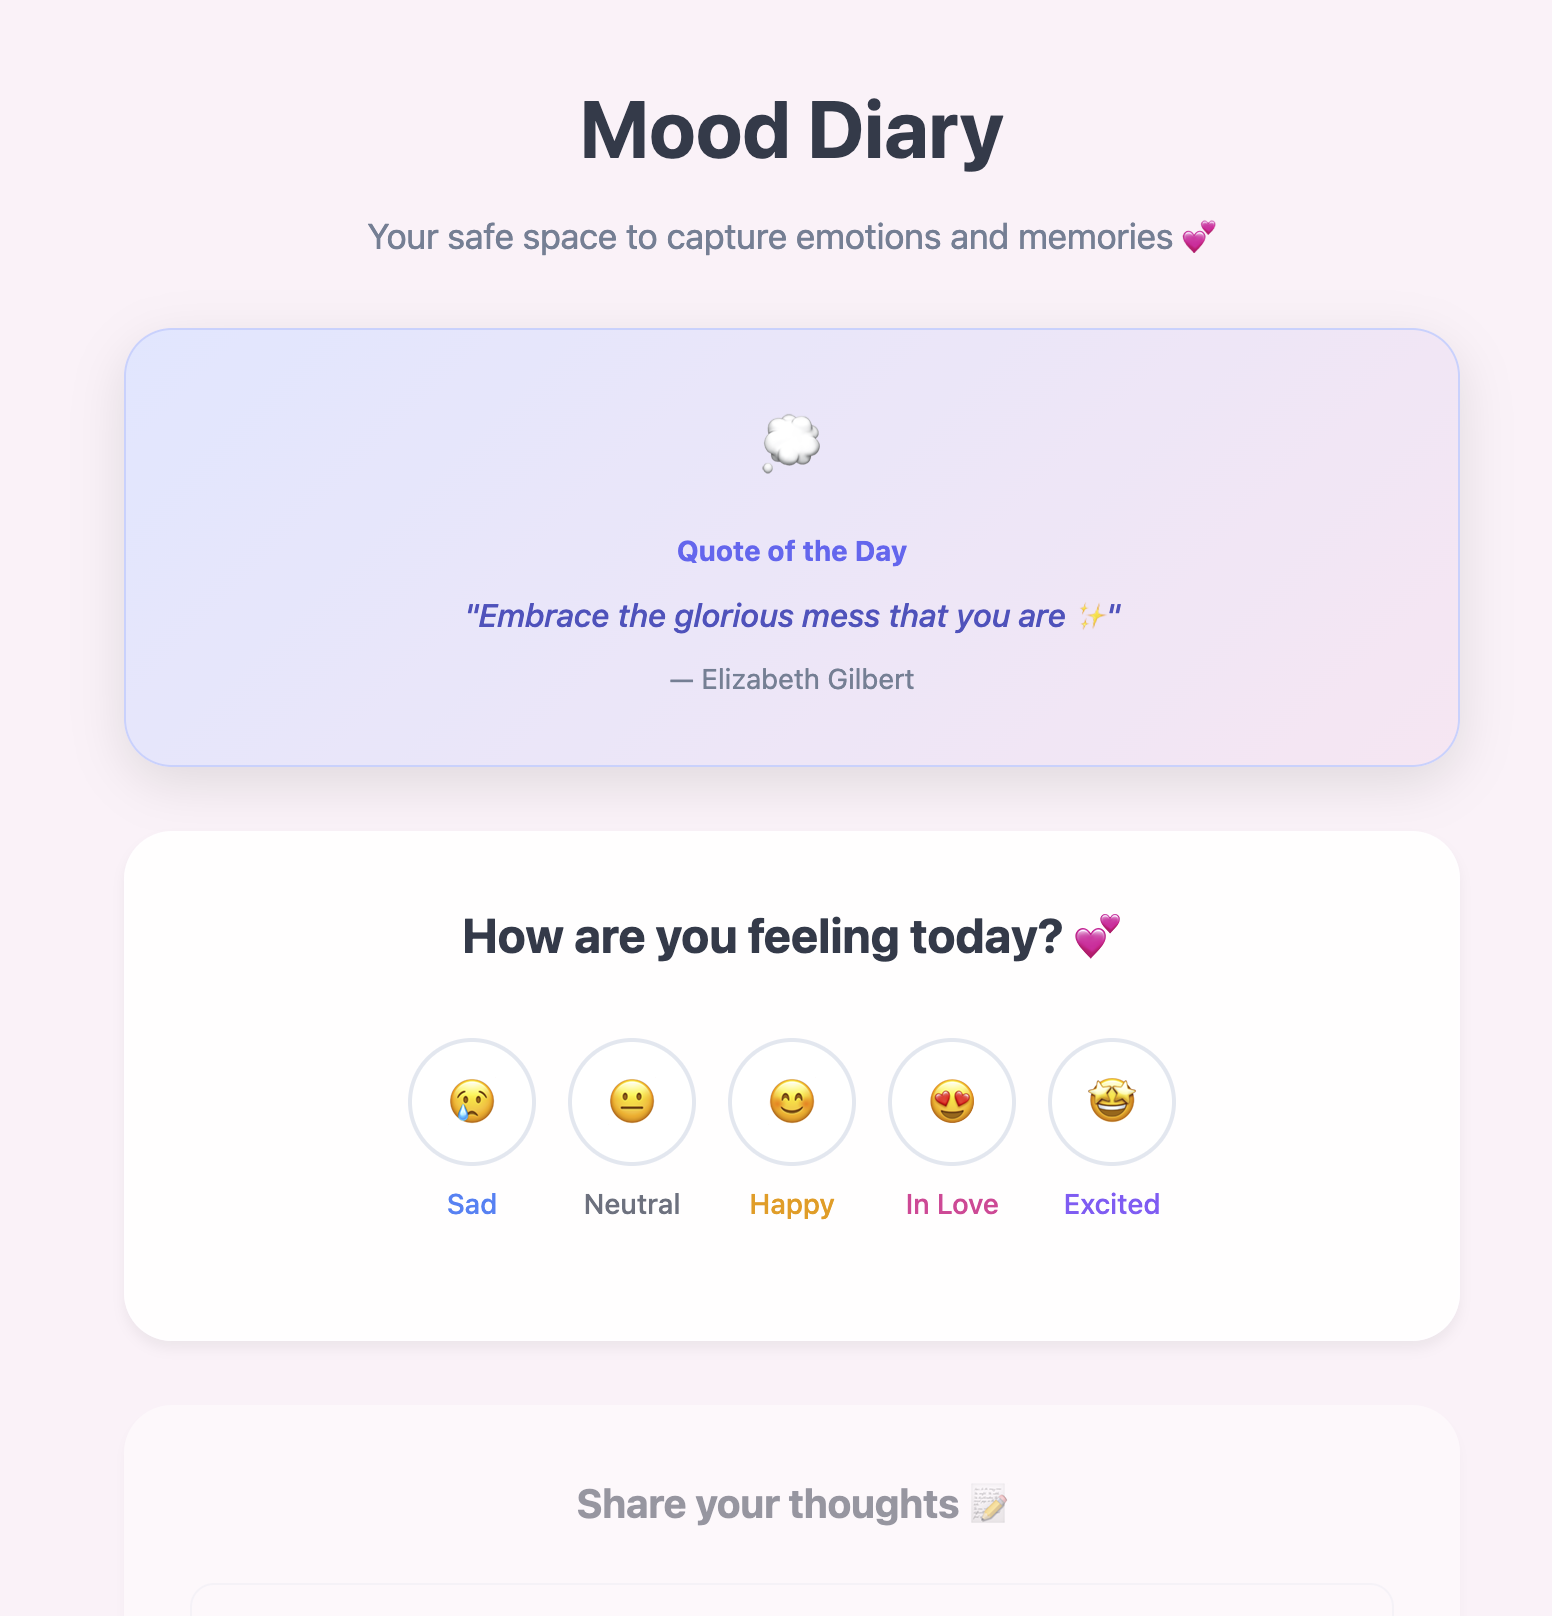 Mood Diary
Your safe space to capture emotions and memories 💕
💭
Quote of the Day
"Embrace the glorious mess that you are ✨"
— Elizabeth Gilbert
How are you feeling today? 💕
😢 😐 😊 😍 🤩
Sad Neutral Happy In Love Excited
Share your thoughts 📝